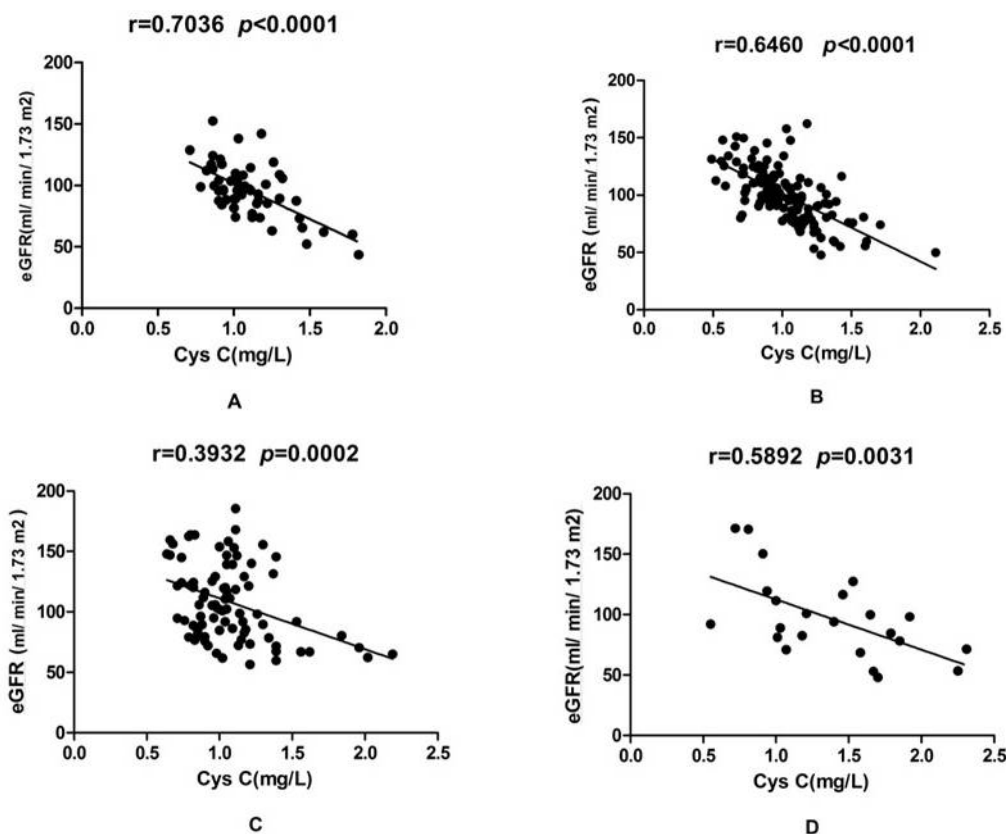 r=0.7036 p<0.0001
eGFR(ml/ min/ 1.73 m2)
200
150
100
50
0
0.0 0.5 1.0 1.5 2.0
Cys C(mg/L)
A
r=0.6460 p<0.0001
eGFR (ml/ min/ 1.73 m2)
200
150
100
50
0
0.0 0.5 1.0 1.5 2.0 2.5
Cys C(mg/L)
B
r=0.3932 p=0.0002
eGFR(ml/ min/ 1.73 m2)
200
150
100
50
0
0.0 0.5 1.0 1.5 2.0 2.5
Cys C(mg/L)
C
r=0.5892 p=0.0031
eGFR(ml/ min/ 1.73 m2)
200
150
100
50
0
0.0 0.5 1.0 1.5 2.0 2.5
Cys C(mg/L)
D